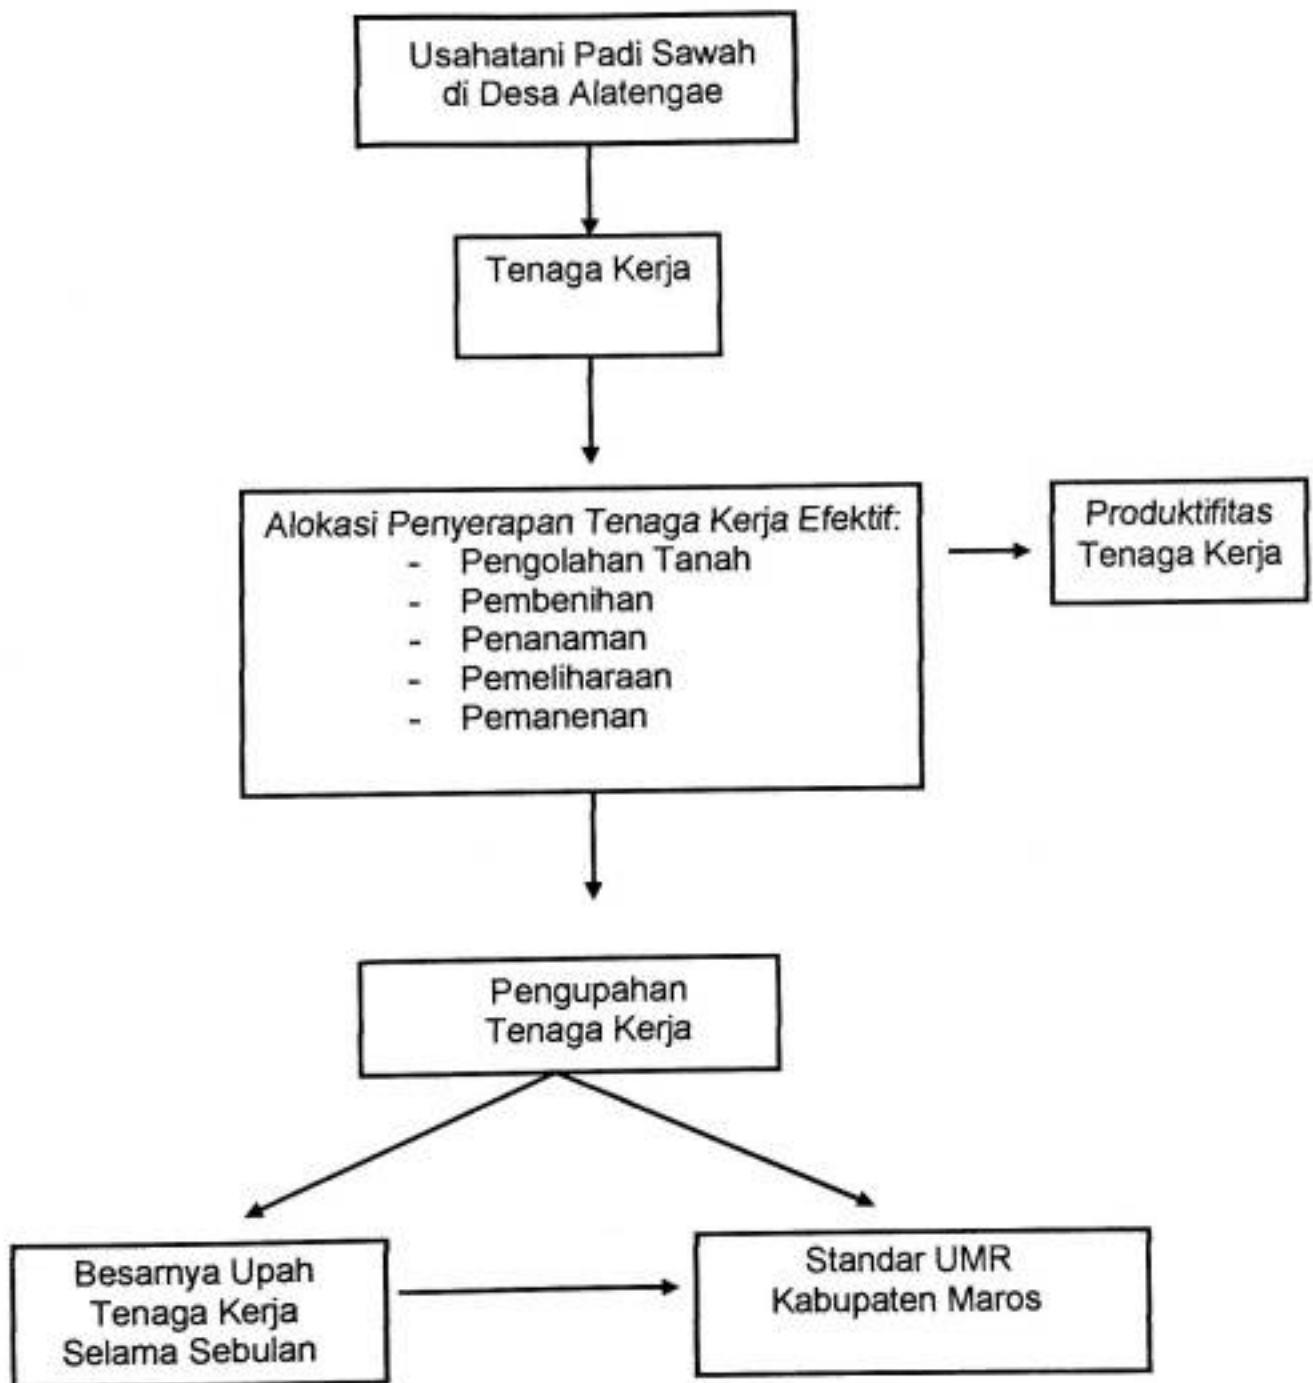 Usahatani Padi Sawah
di Desa Alatengae
Tenaga Kerja
Alokasi Penyerapan Tenaga Kerja Efektif:
- Pengolahan Tanah
- Pembenihan
- Penanaman
- Pemeliharaan
- Pemanenan
Produktifitas
Tenaga Kerja
Pengupahan
Tenaga Kerja
Besarnya Upah
Tenaga Kerja
Selama Sebulan
Standar UMR
Kabupaten Maros